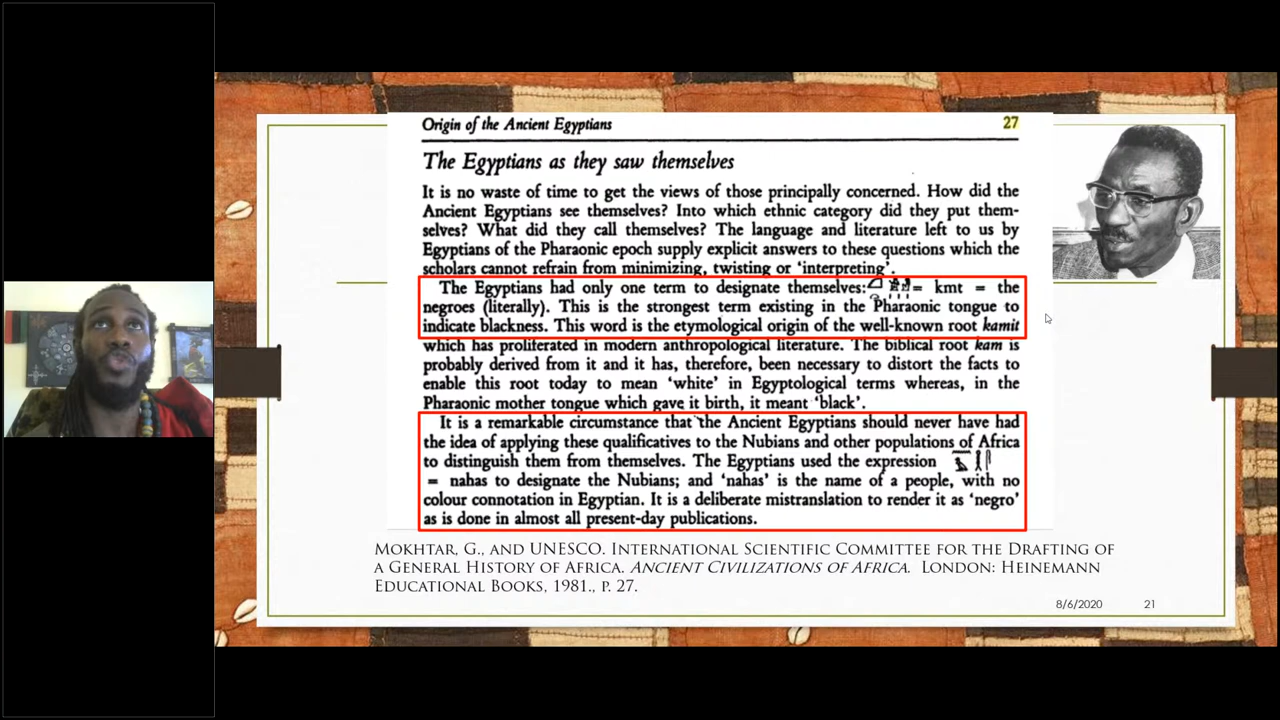 Origin of the Ancient Egyptians 27
The Egyptians as they saw themselves
It is no waste of time to get the views of those principally concerned. How did the
Ancient Egyptians see themselves? Into which ethnic category did they put them-
selves? What did they call themselves? The language and literature left to us by
Egyptians of the Pharaonic epoch supply explicit answers to these questions which the
scholars cannot refrain from minimizing, twisting or 'interpreting'.
The Egyptians had only one term to designate themselves: = kmt = the
negroes (literally). This is the strongest term existing in the Pharaonic tongue to
indicate blackness. This word is the etymological origin of the well-known root kamit
which has proliferated in modern anthropological literature. The biblical root kam is
probably derived from it and it has, therefore, been necessary to distort the facts to
enable this root today to mean 'white' in Egyptological terms whereas, in the
Pharaonic mother tongue which gave it birth, it meant 'black'.
It is a remarkable circumstance that the Ancient Egyptians should never have had
the idea of applying these qualificatives to the Nubians and other populations of Africa
to distinguish them from themselves. The Egyptians used the expression
= nahas to designate the Nubians; and 'nahas' is the name of a people, with no
colour connotation in Egyptian. It is a deliberate mistranslation to render it as 'negro'
as is done in almost all present-day publications.
Mokhtar, G., and UNESCO. International Scientific Committee for the Drafting of
a General History of Africa. Ancient Civilizations of Africa. London: Heinemann
Educational Books, 1981., p. 27.
8/6/2020 21